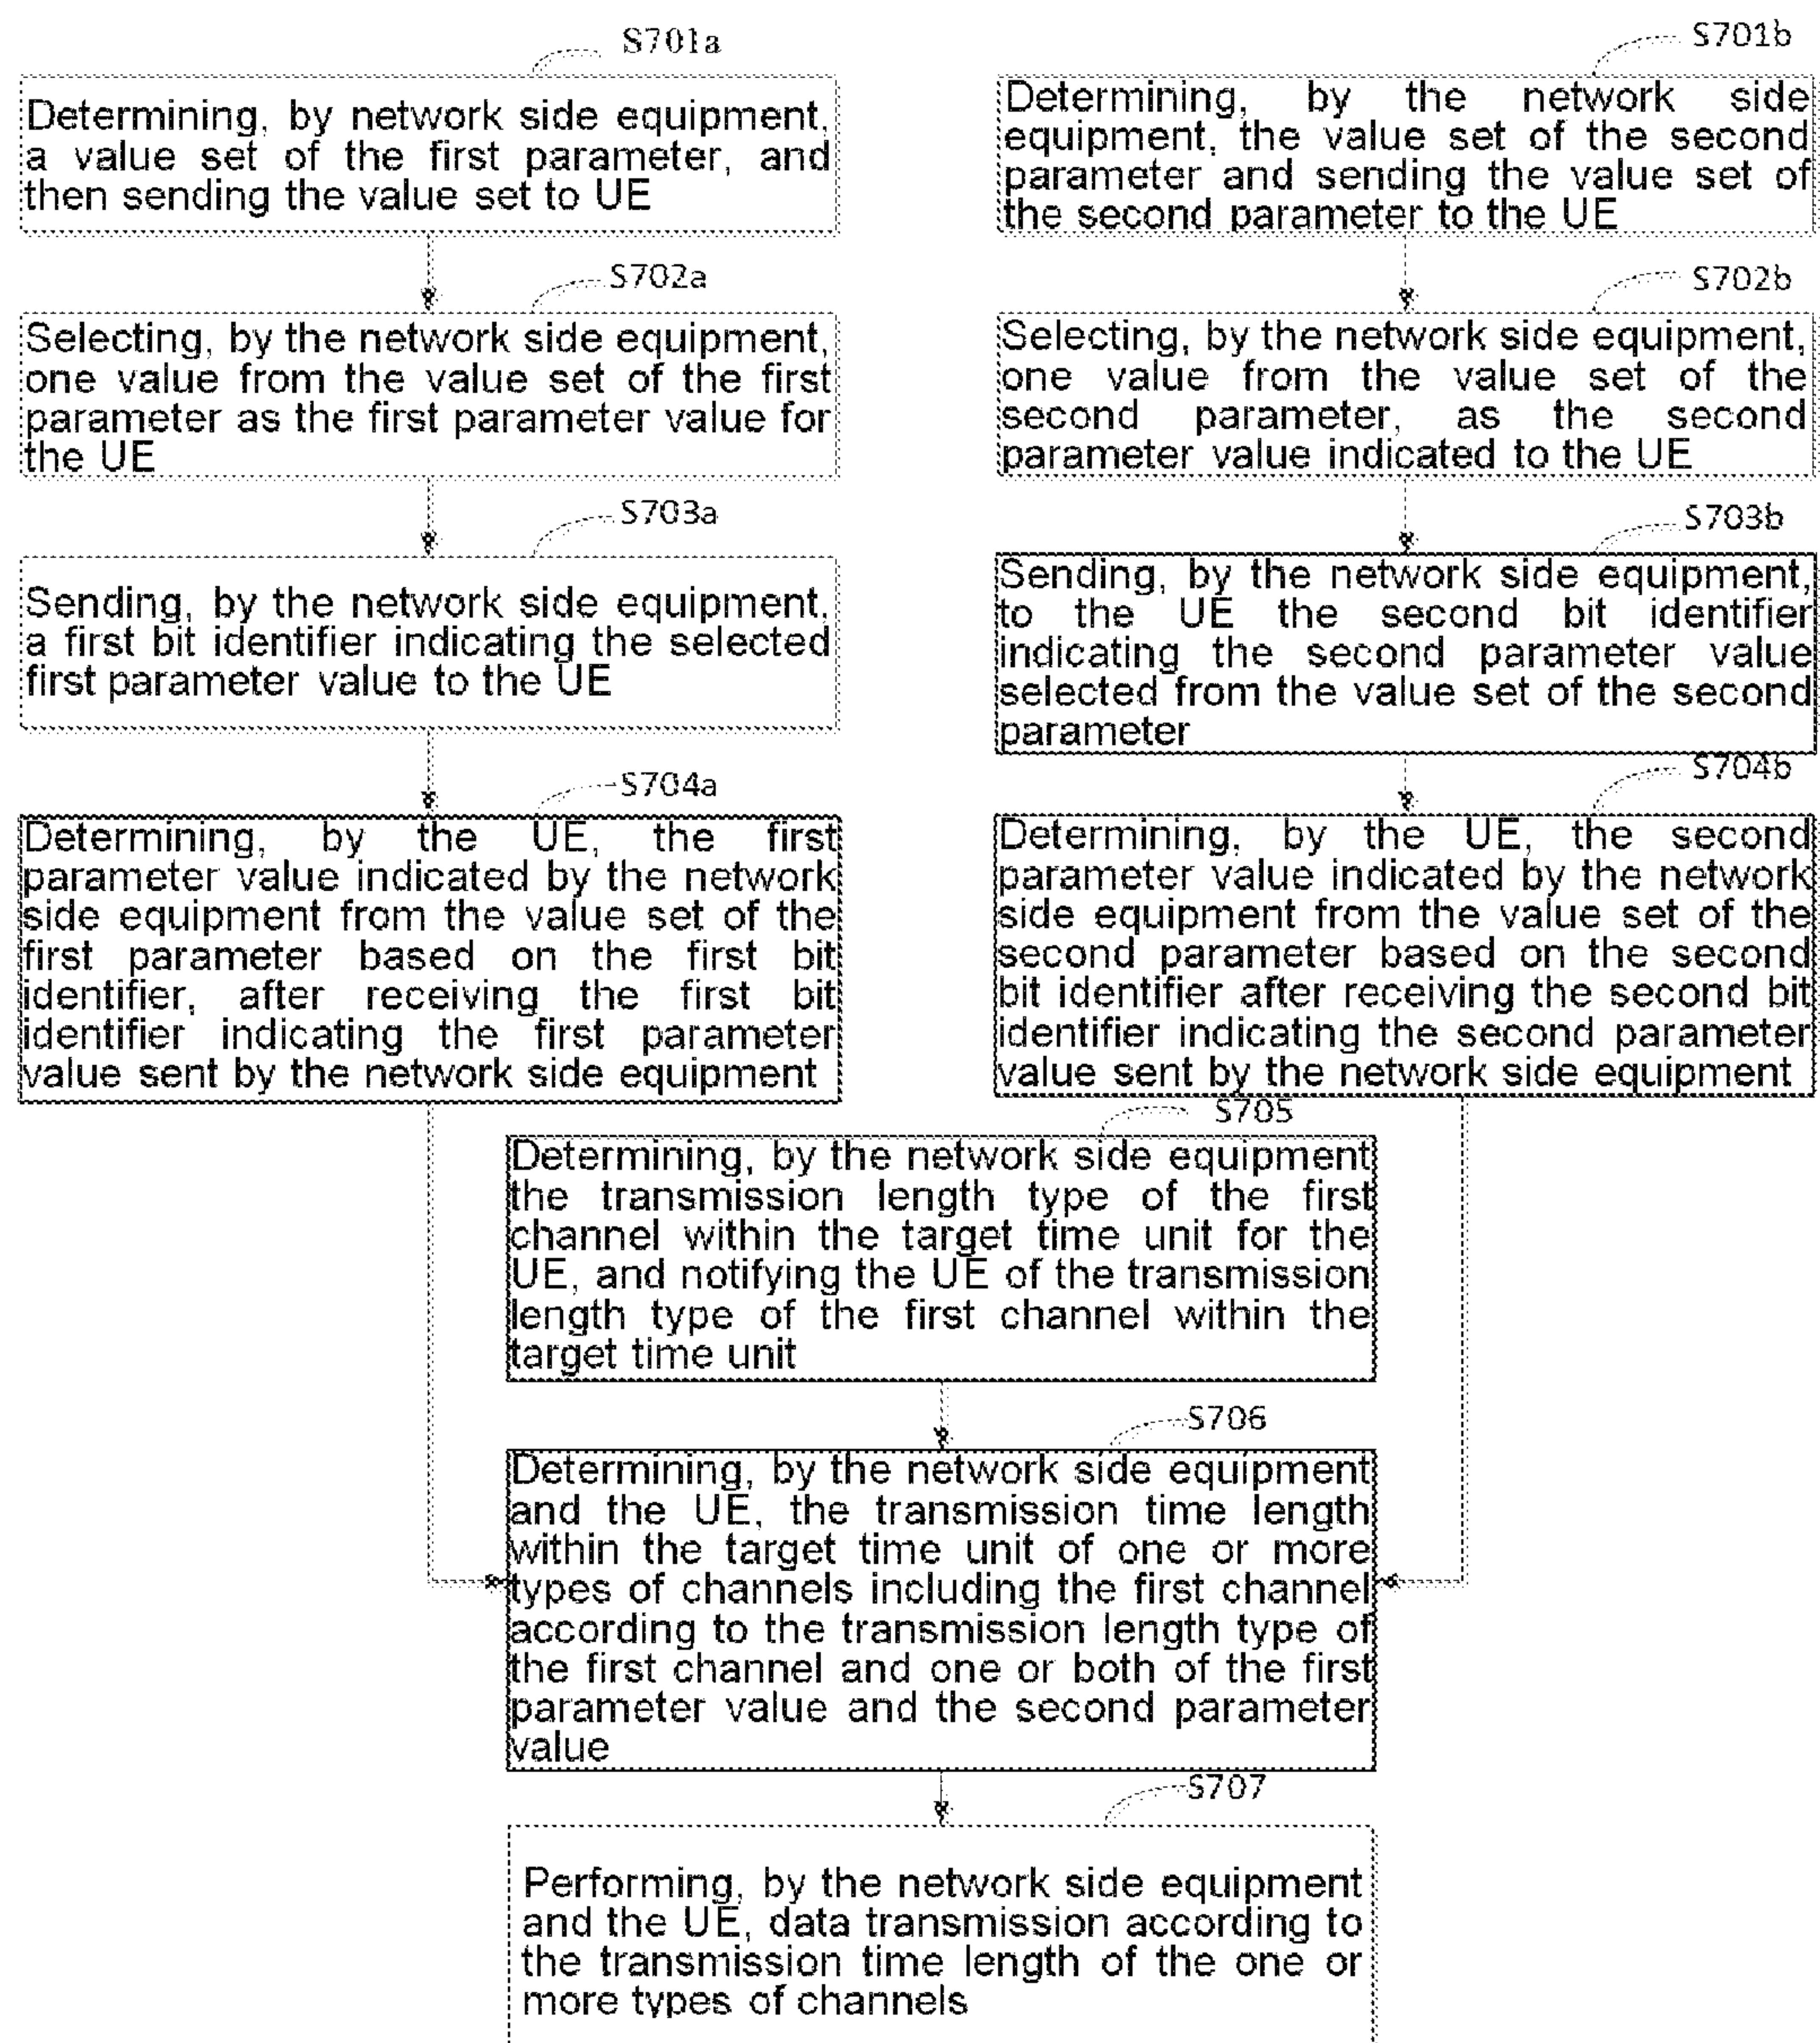 S701a
Determining, by network side equipment,
a value set of the first parameter, and
then sending the value set to UE
S702a
Selecting, by the network side equipment,
one value from the value set of the first
parameter as the first parameter value for
the UE
S703a
Sending, by the network side equipment,
a first bit identifier indicating the selected
first parameter value to the UE
S704a
Determining, by the UE, the first
parameter value indicated by the network
side equipment from the value set of the
first parameter based on the first bit
identifier, after receiving the first bit
identifier indicating the first parameter
value sent by the network side equipment
S701b
Determining, by the network side
equipment, the value set of the second
parameter and sending the value set of
the second parameter to the UE
S702b
Selecting, by the network side equipment,
one value from the value set of the
second parameter, as the second
parameter value indicated to the UE
S703b
Sending, by the network side equipment,
to the UE the second bit identifier
indicating the second parameter value
selected from the value set of the second
parameter
S704b
Determining, by the UE, the second
parameter value indicated by the network
side equipment from the value set of the
second parameter based on the second
bit identifier after receiving the second bit
identifier indicating the second parameter
value sent by the network side equipment
S705
Determining, by the network side equipment
the transmission length type of the first
channel within the target time unit for the
UE, and notifying the UE of the transmission
length type of the first channel within the
target time unit
S706
Determining, by the network side equipment
and the UE, the transmission time length
within the target time unit of one or more
types of channels including the first channel
according to the transmission length type of
the first channel and one or both of the first
parameter value and the second parameter
value
S707
Performing, by the network side equipment
and the UE, data transmission according to
the transmission time length of the one or
more types of channels